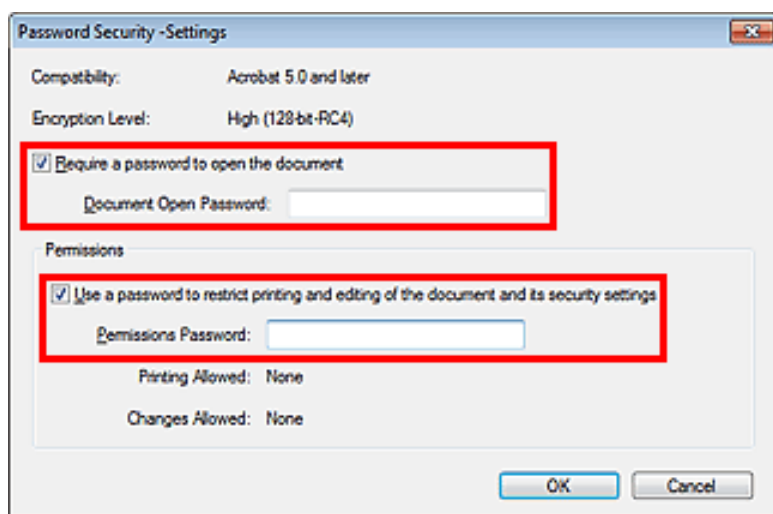 Password Security -Settings
Compatibility: Acrobat 5.0 and later
Encryption Level: High (128-bit-RC4)
Require a password to open the document
Document Open Password:
Permissions
Use a password to restrict printing and editing of the document and its security settings
Permissions Password:
Printing Allowed: None
Changes Allowed: None
OK Cancel